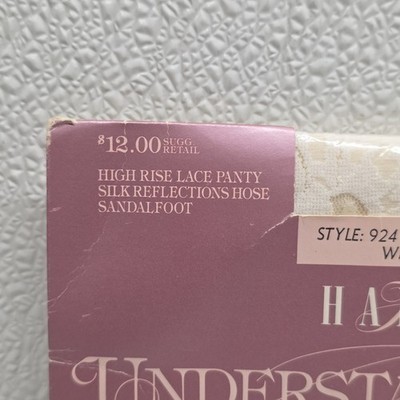 $12.00 SUGG. RETAIL
HIGH RISE LACE PANTY
SILK REFLECTIONS HOSE
SANDALFOOT
STYLE: 924